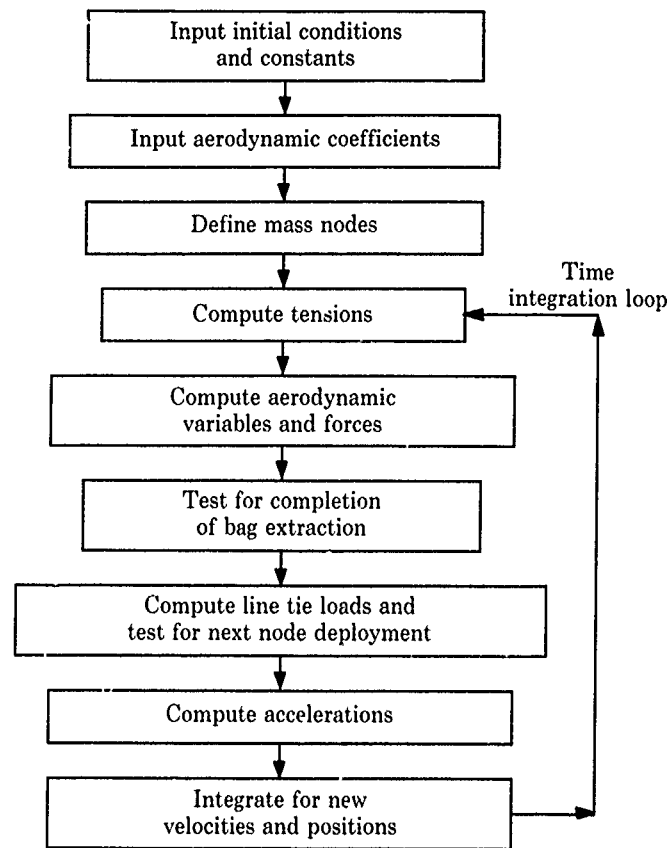 Input initial conditions
and constants
Input aerodynamic coefficients
Define mass nodes
Time
integration loop
Compute tensions
Compute aerodynamic
variables and forces
Test for completion
of bag extraction
Compute line tie loads and
test for next node deployment
Compute accelerations
Integrate for new
velocities and positions